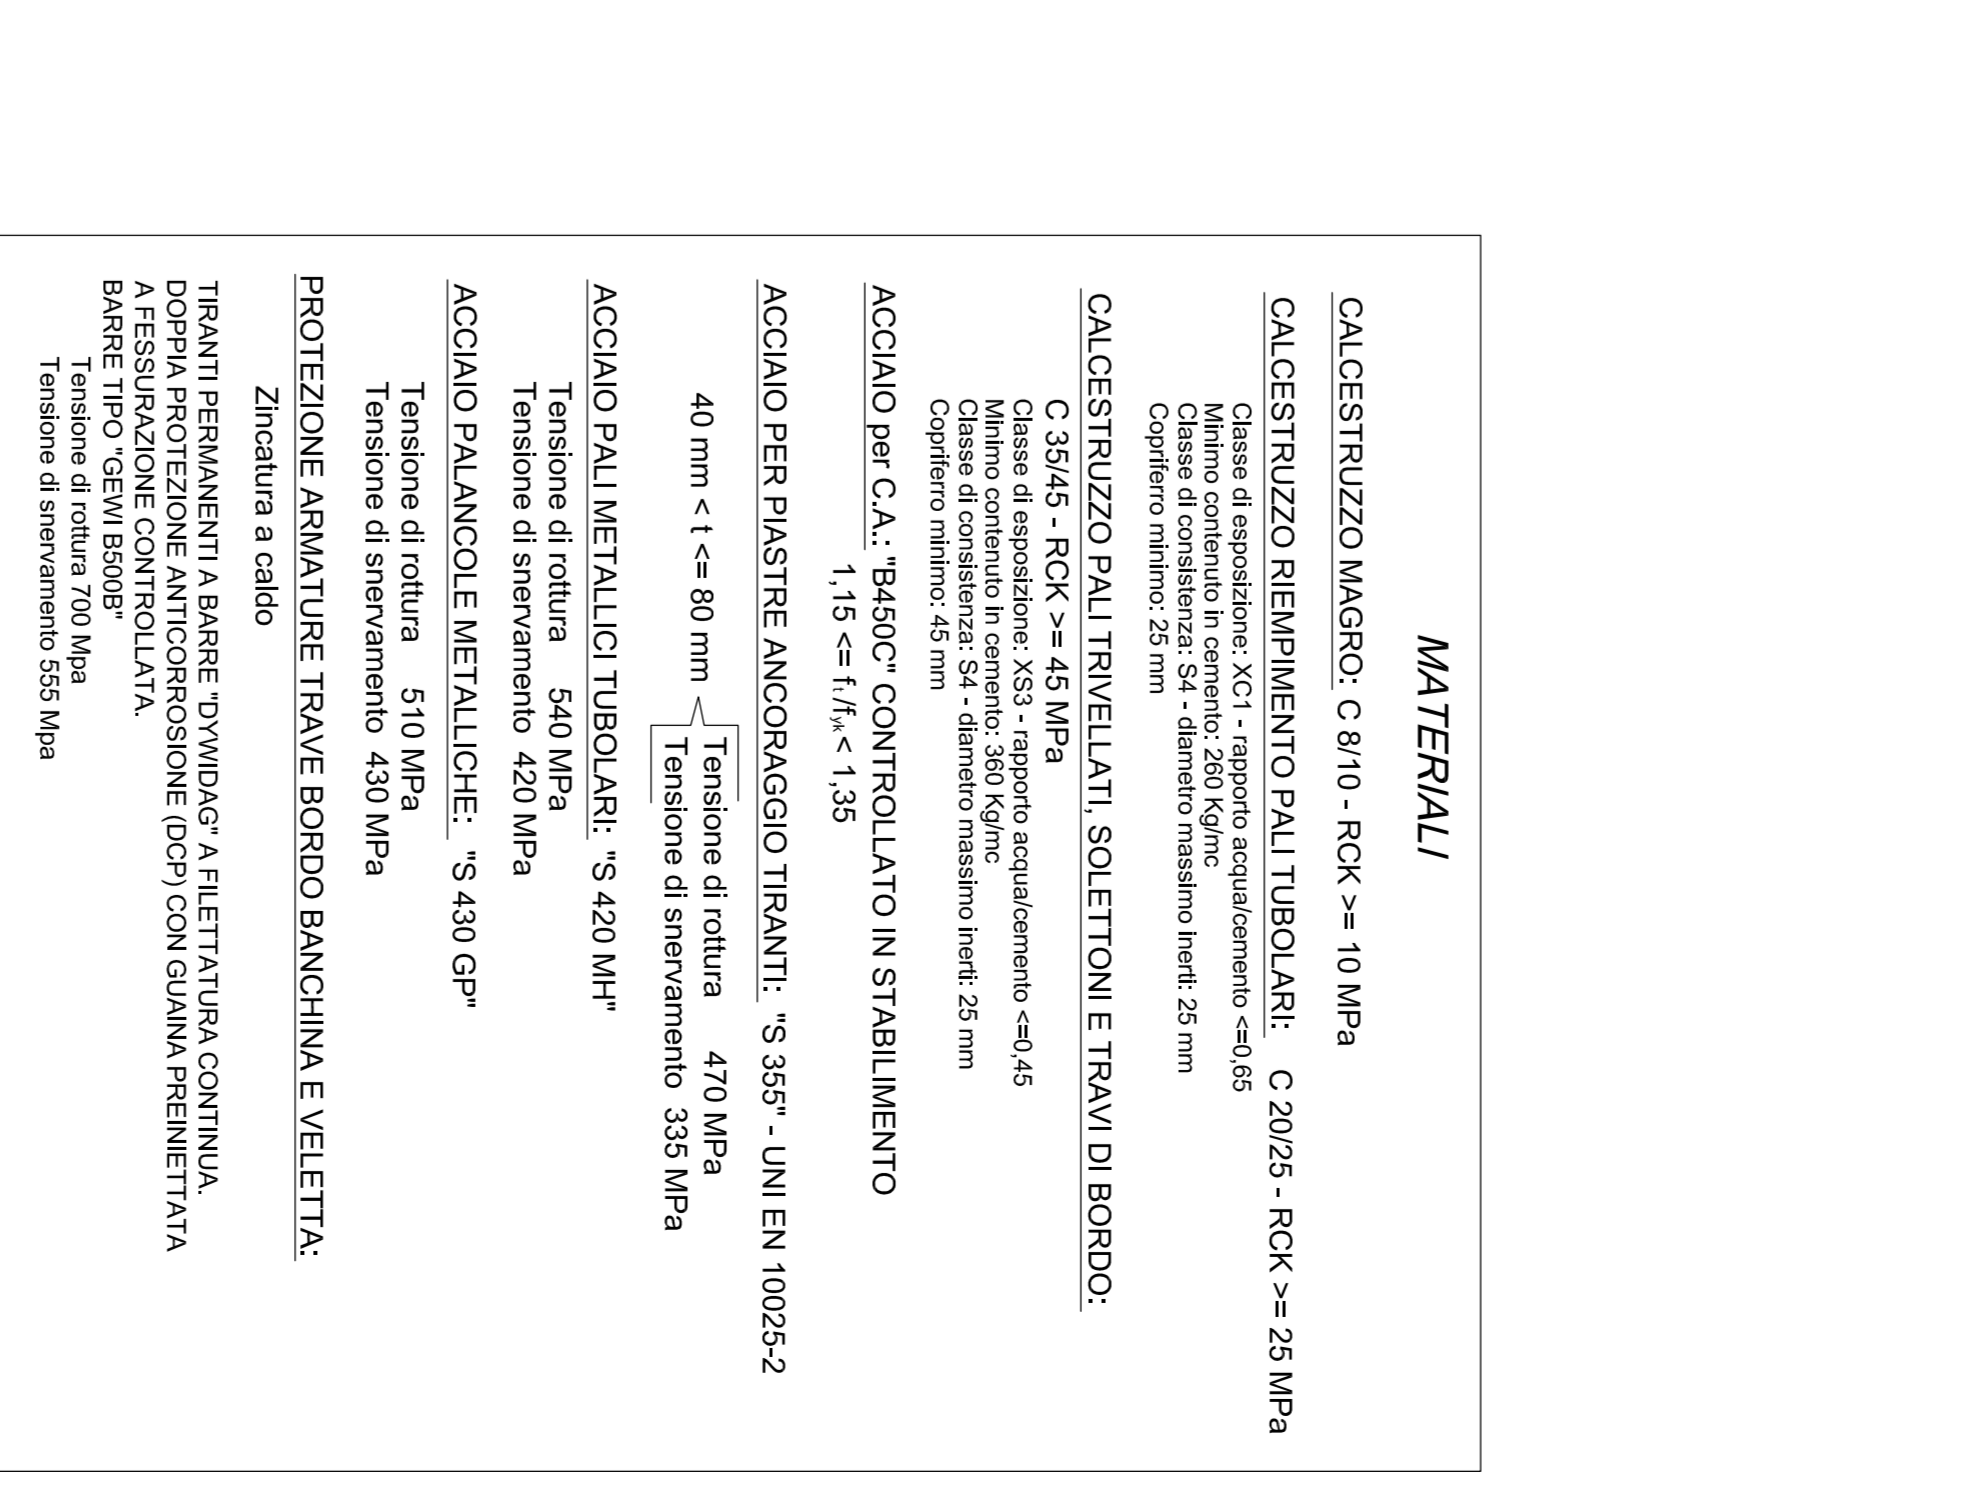 MATERIALI
CALCESTRUZZO MAGRO: C 8/10 - RCK >= 10 MPa
CALCESTRUZZO RIEMPIMENTO PALI TUBOLARI: C 20/25 - RCK >= 25 MPa
Classe di esposizione: XC1 - rapporto acqua/cemento <=0,65
Minimo contenuto in cemento: 260 Kg/mc
Classe di consistenza: S4 - diametro massimo inerti: 25 mm
Copriferro minimo: 25 mm
CALCESTRUZZO PALI TRIVELLATI, SOLETTONI E TRAVI DI BORDO:
C 35/45 - RCK >= 45 MPa
Classe di esposizione: XS3 - rapporto acqua/cemento <=0,45
Minimo contenuto in cemento: 360 Kg/mc
Classe di consistenza: S4 - diametro massimo inerti: 25 mm
Copriferro minimo: 45 mm
ACCIAIO per C.A.: "B450C" CONTROLLATO IN STABILIMENTO
1,15 <= ft /fyk < 1,35
ACCIAIO PER PIASTRE ANCORAGGIO TIRANTI: "S 355" - UNI EN 10025-2
Tensione di rottura 470 MPa
40 mm < t <= 80 mm
Tensione di snervamento 335 MPa
ACCIAIO PALI METALLICI TUBOLARI: "S 420 MH"
Tensione di rottura 540 MPa
Tensione di snervamento 420 MPa
ACCIAIO PALANCOLE METALLICHE: "S 430 GP"
Tensione di rottura 510 MPa
Tensione di snervamento 430 MPa
PROTEZIONE ARMATURE TRAVE BORDO BANCHINA E VELETTA:
Zincatura a caldo
TIRANTI PERMANENTI A BARRE "DYWIDAG" A FILETTATURA CONTINUA.
DOPPIA PROTEZIONE ANTICORROSIONE (DCP) CON GUAINA PREINIETTATA
A FESSURAZIONE CONTROLLATA.
BARRE TIPO "GEWI B500B"
Tensione di rottura 700 Mpa
Tensione di snervamento 555 Mpa